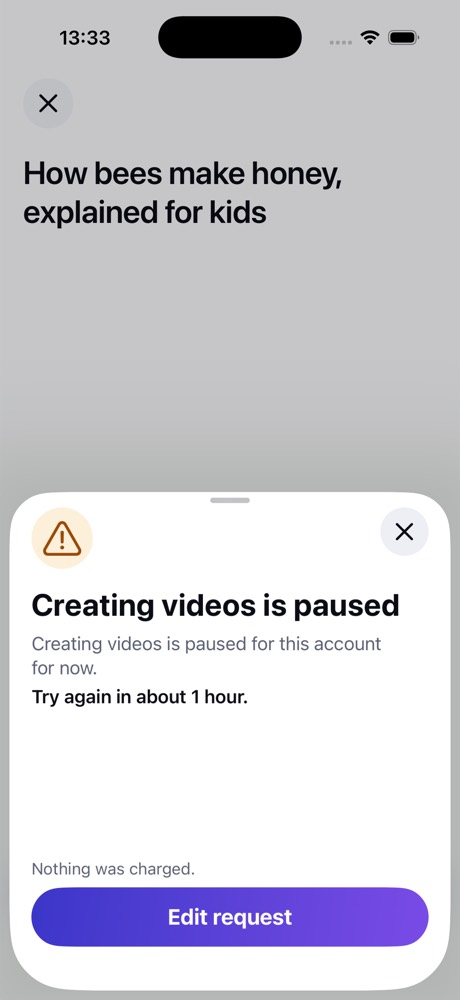 13:33
How bees make honey,
explained for kids
Creating videos is paused
Creating videos is paused for this account
for now.
Try again in about 1 hour.
Nothing was charged.
Edit request